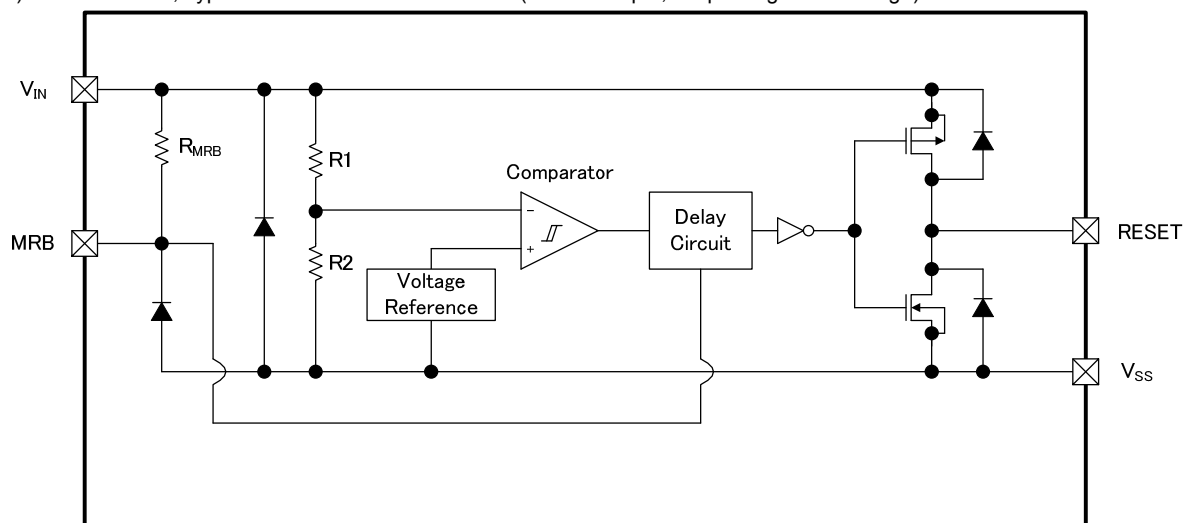 V_IN
R_MRB
R1
Comparator
MRB
R2
−
+
Voltage
Reference
Delay
Circuit
RESET
V_SS